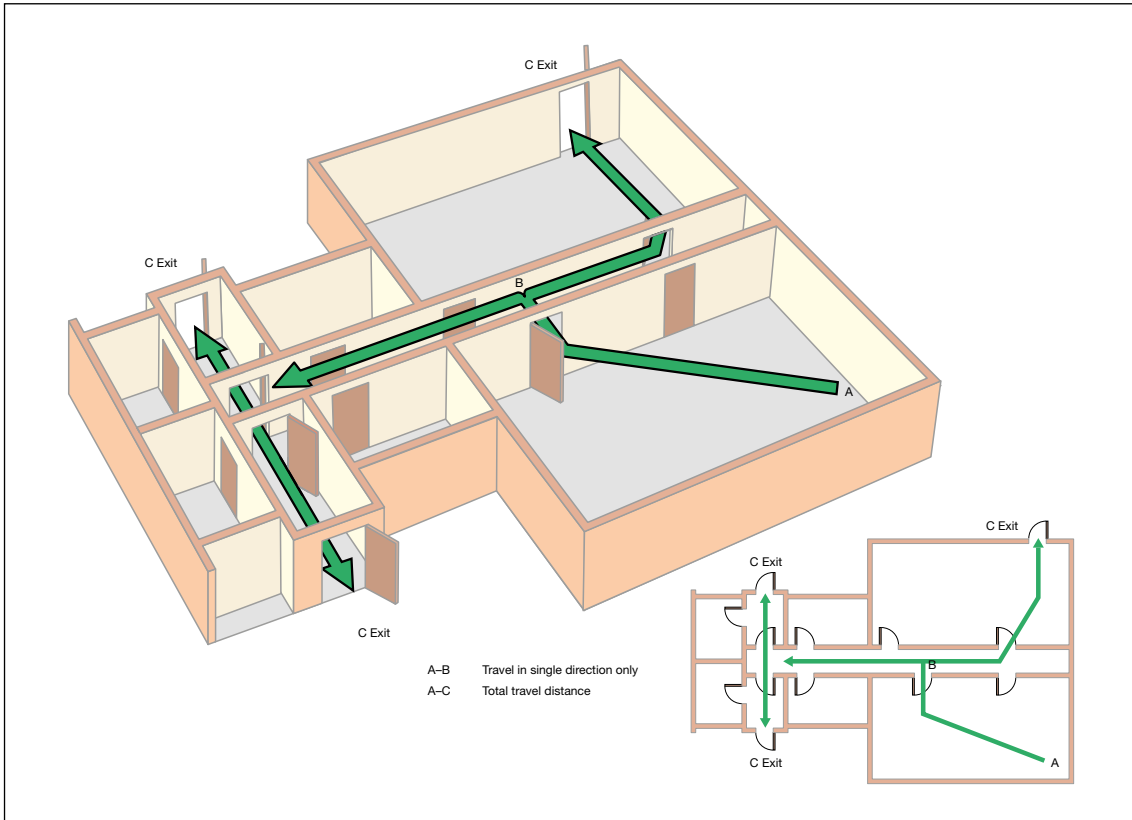 C Exit
C Exit
B
A
C Exit
A–B Travel in single direction only
A–C Total travel distance
C Exit
C Exit
B
A
C Exit